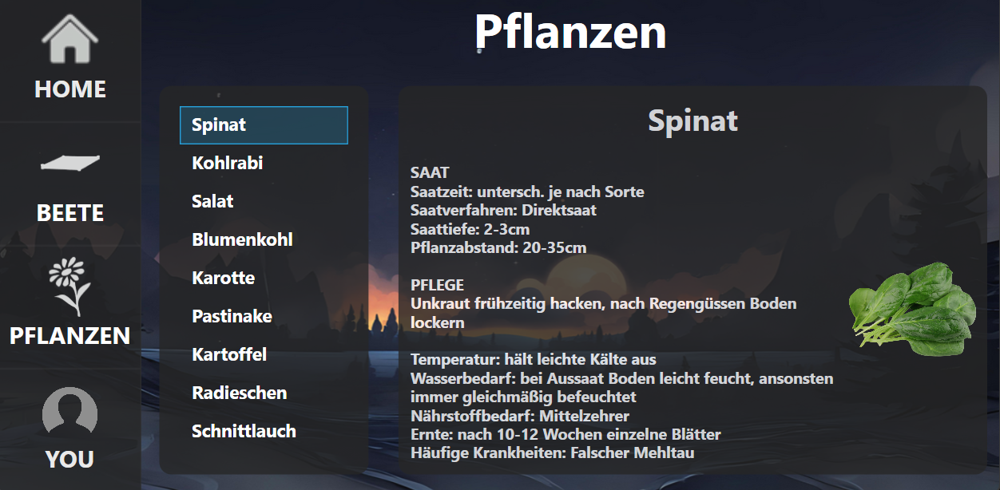 Pflanzen
HOME
BEETE
PFLANZEN
YOU
Spinat
Kohlrabi
Salat
Blumenkohl
Karotte
Pastinake
Kartoffel
Radieschen
Schnittlauch
Spinat
SAAT
Saatzeit: untersch. je nach Sorte
Saatverfahren: Direktsaat
Saattiefe: 2-3cm
Pflanzabstand: 20-35cm
PFLEGE
Unkraut frühzeitig hacken, nach Regengüssen Boden
lockern
Temperatur: hält leichte Kälte aus
Wasserbedarf: bei Aussaat Boden leicht feucht, ansonsten
immer gleichmäßig befeuchtet
Nährstoffbedarf: Mittelzehrer
Ernte: nach 10-12 Wochen einzelne Blätter
Häufige Krankheiten: Falscher Mehltau